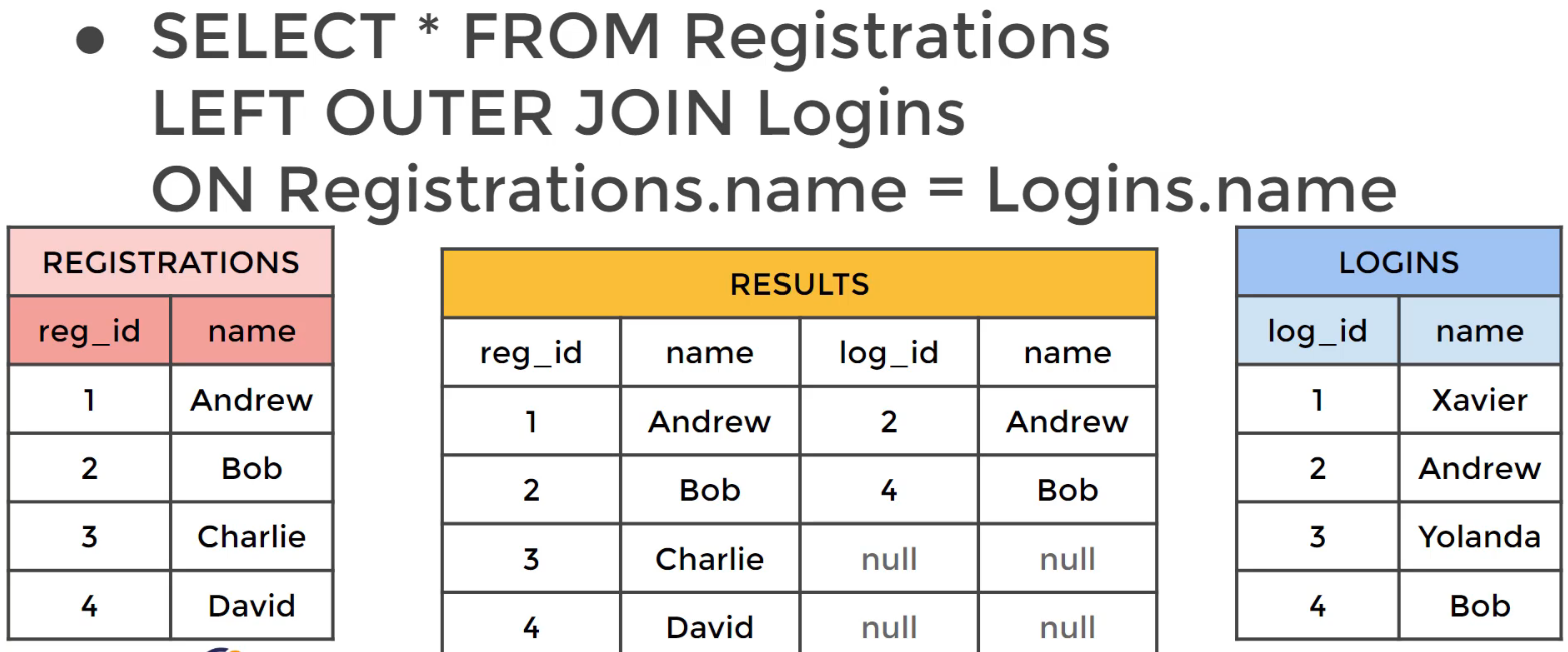 ● SELECT * FROM Registrations
LEFT OUTER JOIN Logins
ON Registrations.name = Logins.name
REGISTRATIONS
reg_id name
1 Andrew
2 Bob
3 Charlie
4 David
RESULTS
reg_id name log_id name
1 Andrew 2 Andrew
2 Bob 4 Bob
3 Charlie null null
4 David null null
LOGINS
log_id name
1 Xavier
2 Andrew
3 Yolanda
4 Bob